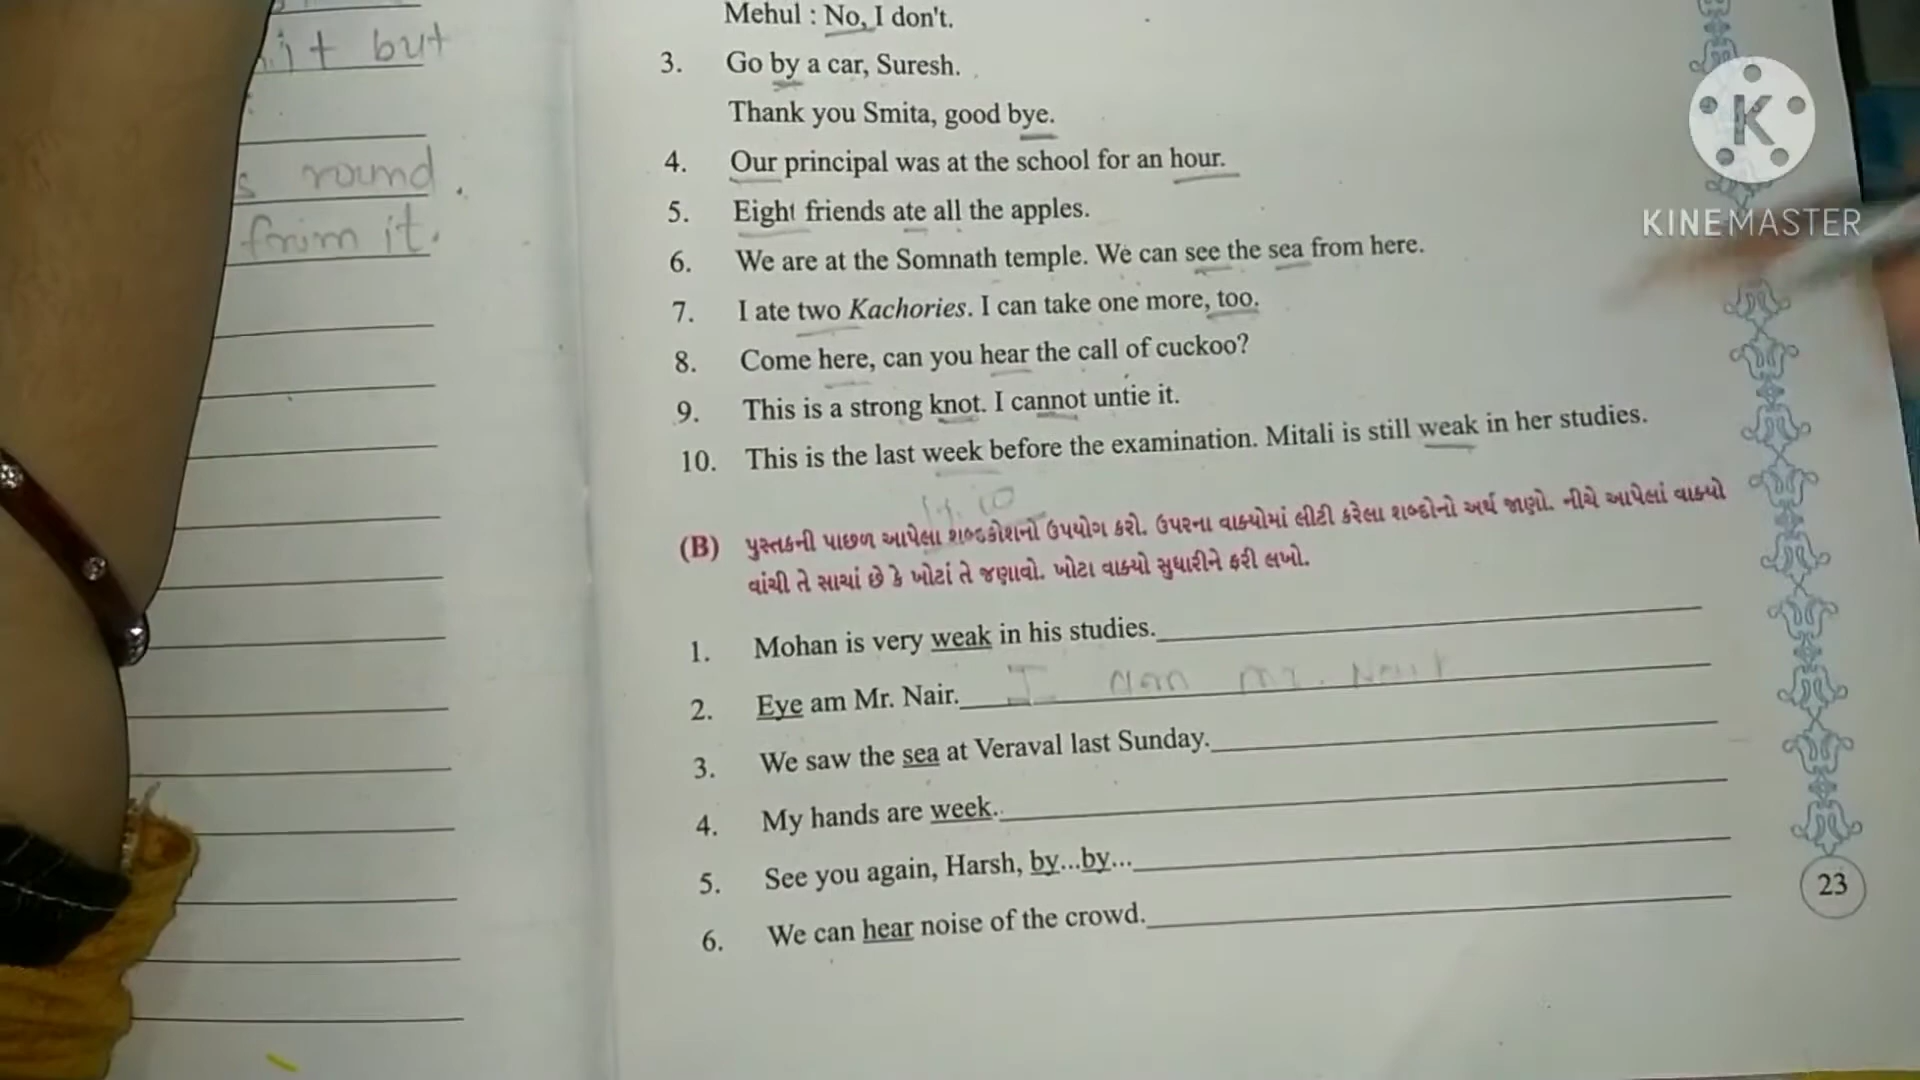 it but
s round
from it.
Mehul : No, I don't.
3. Go by a car, Suresh.
Thank you Smita, good bye.
4. Our principal was at the school for an hour.
5. Eight friends ate all the apples.
6. We are at the Somnath temple. We can see the sea from here.
7. I ate two Kachories. I can take one more, too.
8. Come here, can you hear the call of cuckoo?
9. This is a strong knot. I cannot untie it.
10. This is the last week before the examination. Mitali is still weak in her studies.
(B) પુસ્તકની પાછળ આપેલા શબ્દકોશનો ઉપયોગ કરો. ઉપરના વાક્યોમાં લીટી કરેલા શબ્દોનો અર્થ જાણો. નીચે આપેલાં વાક્યો
વાંચી તે સાચાં છે કે ખોટાં તે જણાવો. ખોટા વાક્યો સુધારીને ફરી લખો.
1. Mohan is very weak in his studies.
2. Eye am Mr. Nair. I am Mr. Nair
3. We saw the sea at Veraval last Sunday.
4. My hands are week.
5. See you again, Harsh, by...by...
6. We can hear noise of the crowd.
23
K
KINEMASTER